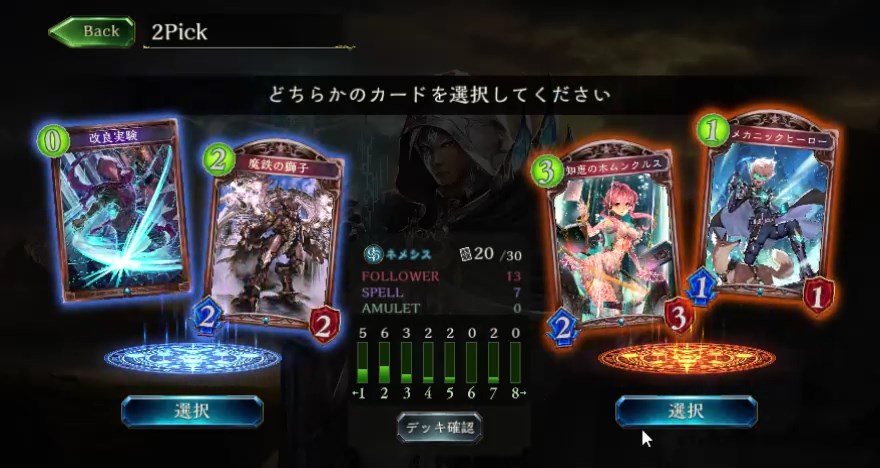 Back
2Pick
どちらかのカードを選択してください
0
改良実験
2
魔鉄の獅子
2
2
3
知恵のホムンクルス
2
3
1
メカニックヒーロー
1
1
ネメシス
20 /30
FOLLOWER 13
SPELL 7
AMULET 0
5 6 3 2 2 0 2 0
←1 2 3 4 5 6 7 8→
選択
選択
デッキ確認